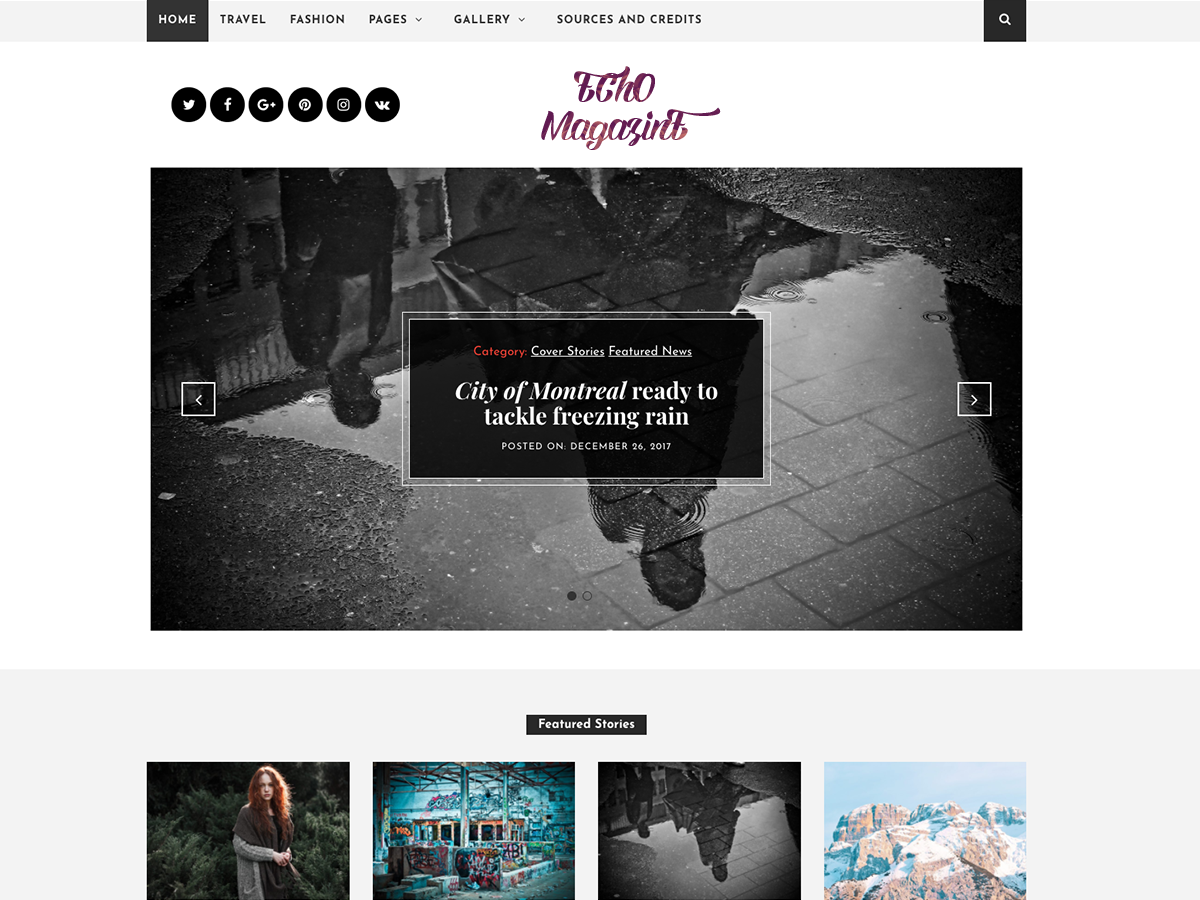 HOME TRAVEL FASHION PAGES GALLERY SOURCES AND CREDITS
Echo
Magazine
Category: Cover Stories Featured News
City of Montreal ready to
tackle freezing rain
POSTED ON: DECEMBER 26, 2017
Featured Stories